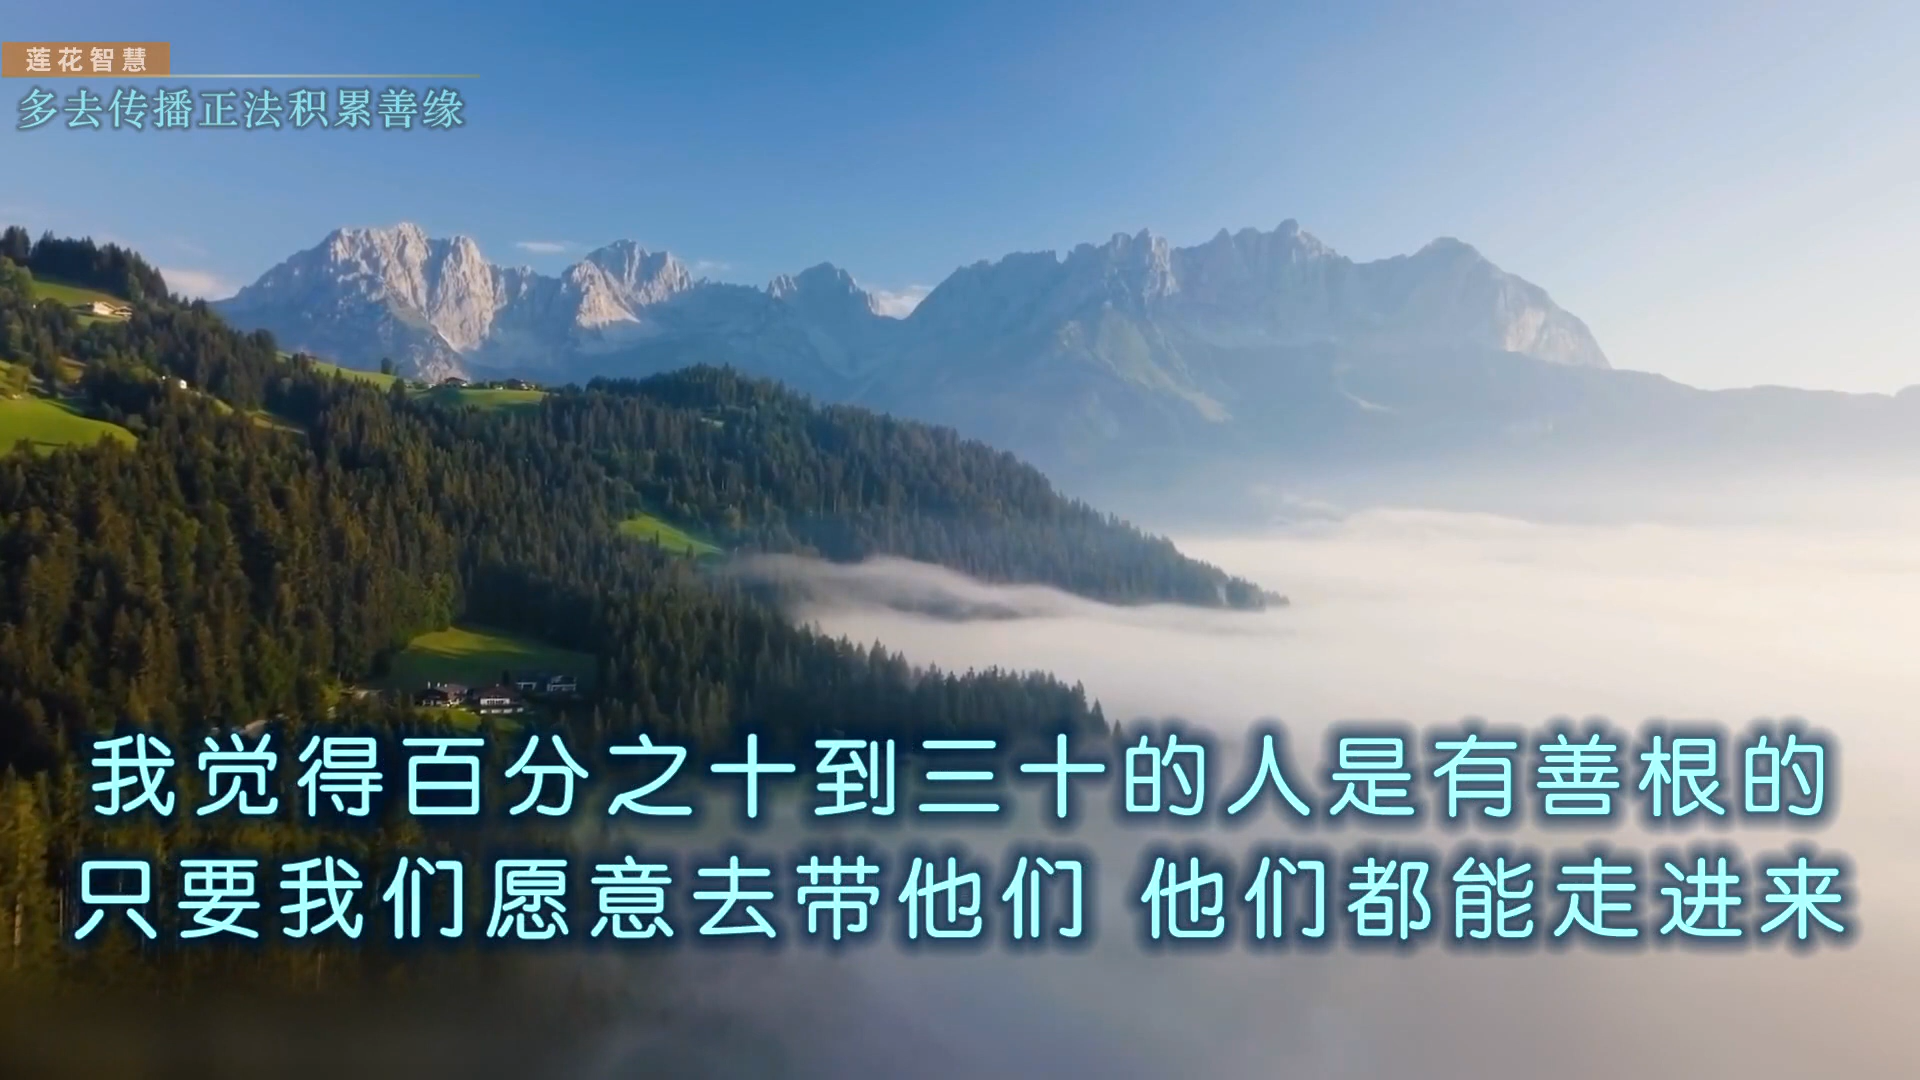 莲花智慧
多去传播正法积累善缘
我觉得百分之十到三十的人是有善根的
只要我们愿意去带他们 他们都能走进来